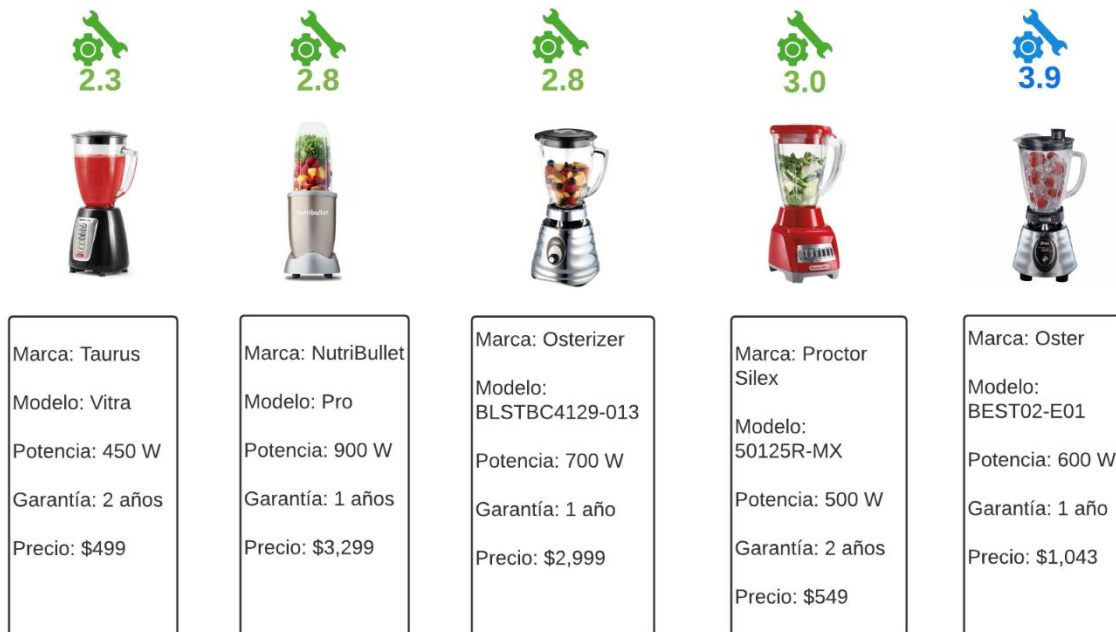 2.3
2.8
2.8
3.0
3.9
nutribullet
Marca: Taurus
Modelo: Vitra
Potencia: 450 W
Garantía: 2 años
Precio: $499
Marca: NutriBullet
Modelo: Pro
Potencia: 900 W
Garantía: 1 años
Precio: $3,299
Marca: Osterizer
Modelo:
BLSTBC4129-013
Potencia: 700 W
Garantía: 1 año
Precio: $2,999
Marca: Proctor
Silex
Modelo:
50125R-MX
Potencia: 500 W
Garantía: 2 años
Precio: $549
Marca: Oster
Modelo:
BEST02-E01
Potencia: 600 W
Garantía: 1 año
Precio: $1,043